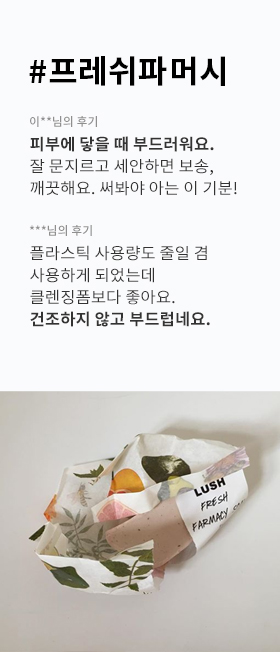 #프레쉬파머시
이**님의 후기
피부에 닿을 때 부드러워요.
잘 문지르고 세안하면 보송,
깨끗해요. 써봐야 아는 이 기분!
***님의 후기
플라스틱 사용량도 줄일 겸
사용하게 되었는데
클렌징폼보다 좋아요.
건조하지 않고 부드럽네요.
LUSH
FRESH
FARMACY